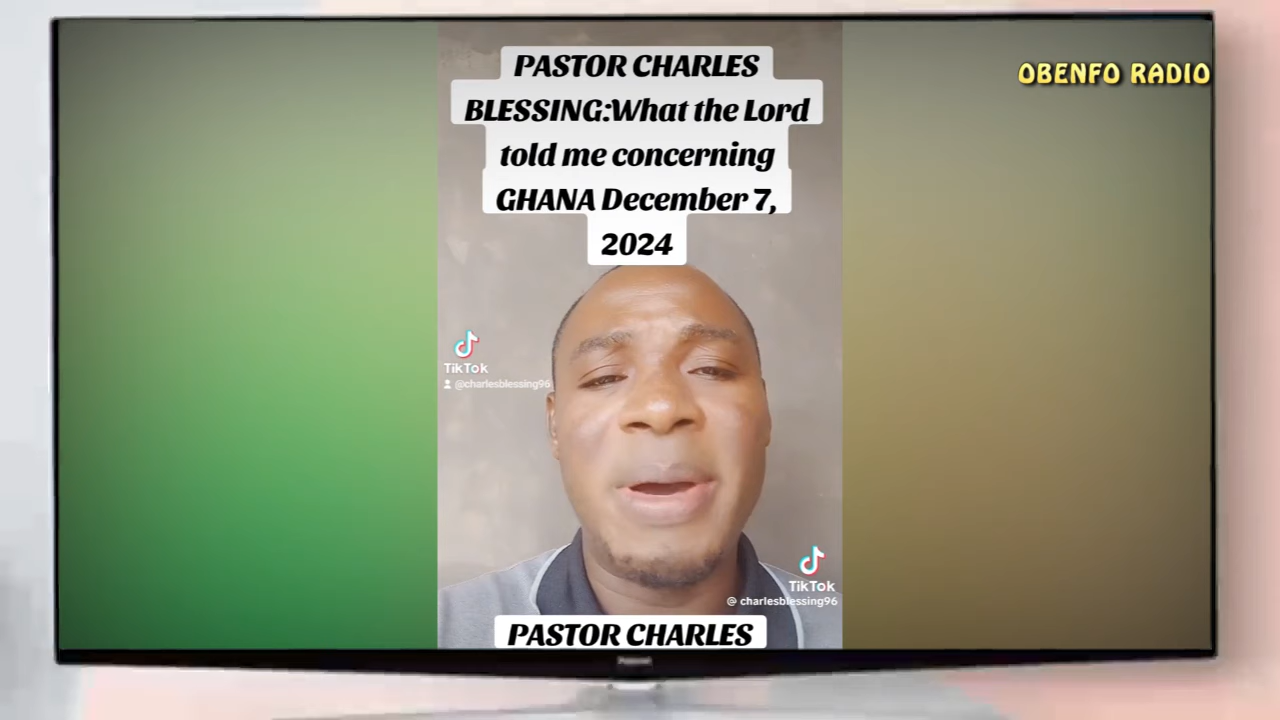 PASTOR CHARLES
BLESSING:What the Lord
told me concerning
GHANA December 7,
2024
OBENFO RADIO
TikTok
@charlesblessing96
TikTok
@ charlesblessing96
PASTOR CHARLES